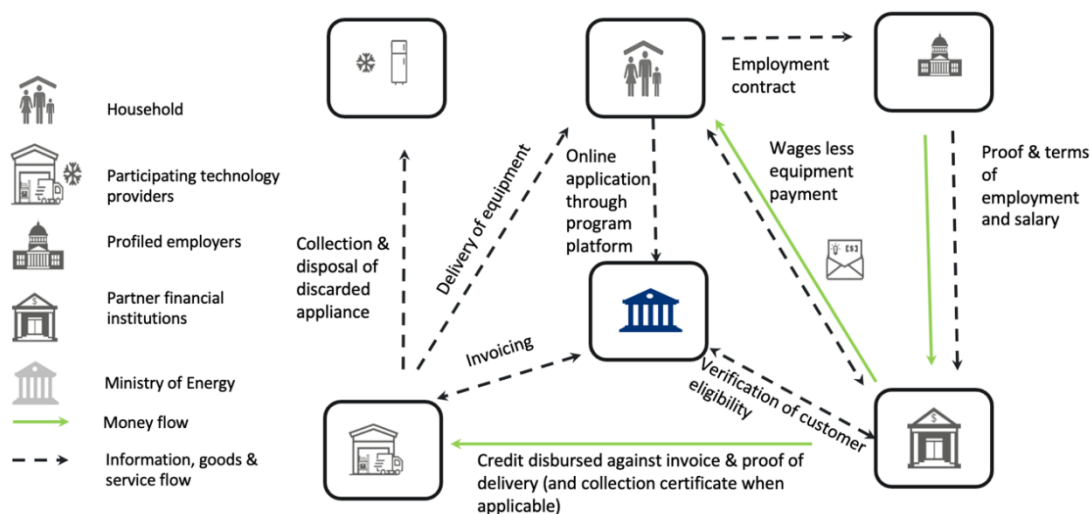 Household
Participating technology
providers
Profiled employers
Partner financial
institutions
Ministry of Energy
Money flow
Information, goods &
service flow
Collection &
disposal of
discarded
appliance
Delivery of equipment
Invoicing
Online
application
through
program
platform
Employment
contract
Wages less
equipment
payment
[$]
Proof & terms
of
employment
and salary
Verification of customer
eligibility
Credit disbursed against invoice & proof of
delivery (and collection certificate when
applicable)
$
$